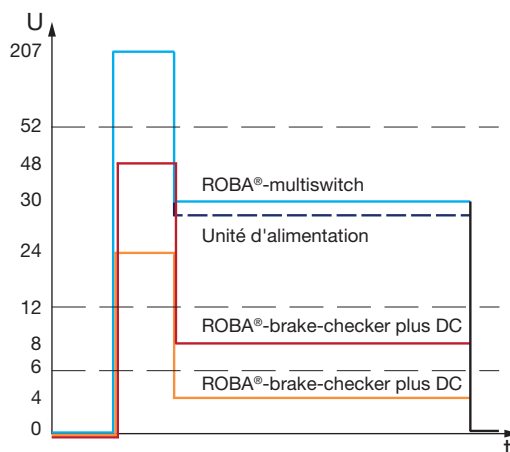 U
207
52
48
30
24
12
8
6
4
0
ROBA®-multiswitch
Unité d'alimentation
ROBA®-brake-checker plus DC
ROBA®-brake-checker plus DC
t